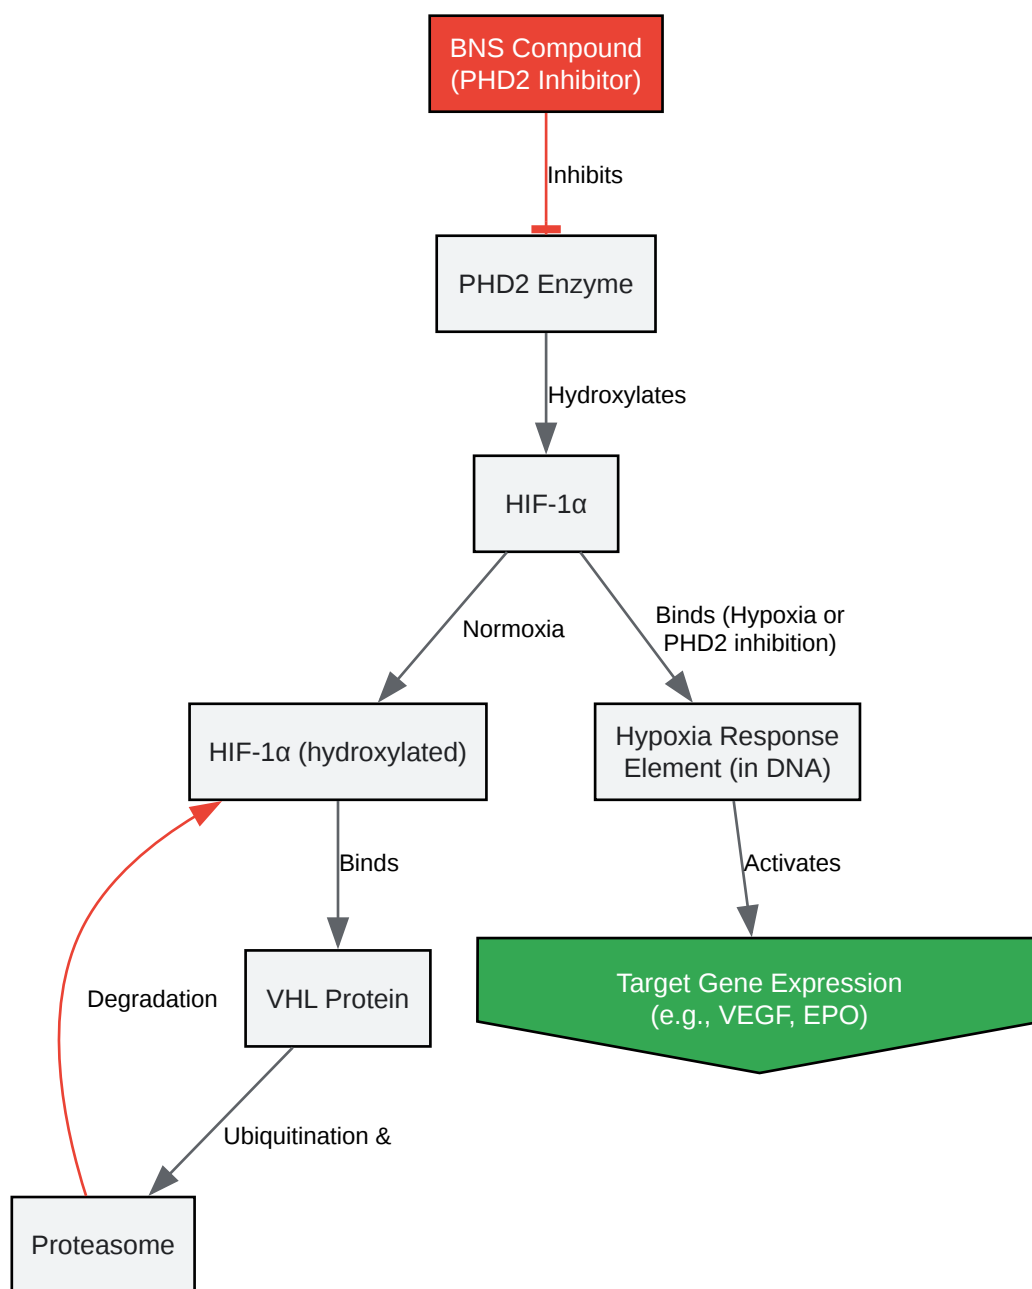 BNS Compound
(PHD2 Inhibitor)
Inhibits
PHD2 Enzyme
Hydroxylates
HIF-1α
Normoxia
Binds (Hypoxia or
PHD2 inhibition)
HIF-1α (hydroxylated)
Hypoxia Response
Element (in DNA)
Binds
Activates
Degradation
VHL Protein
Target Gene Expression
(e.g., VEGF, EPO)
Ubiquitination &
Proteasome